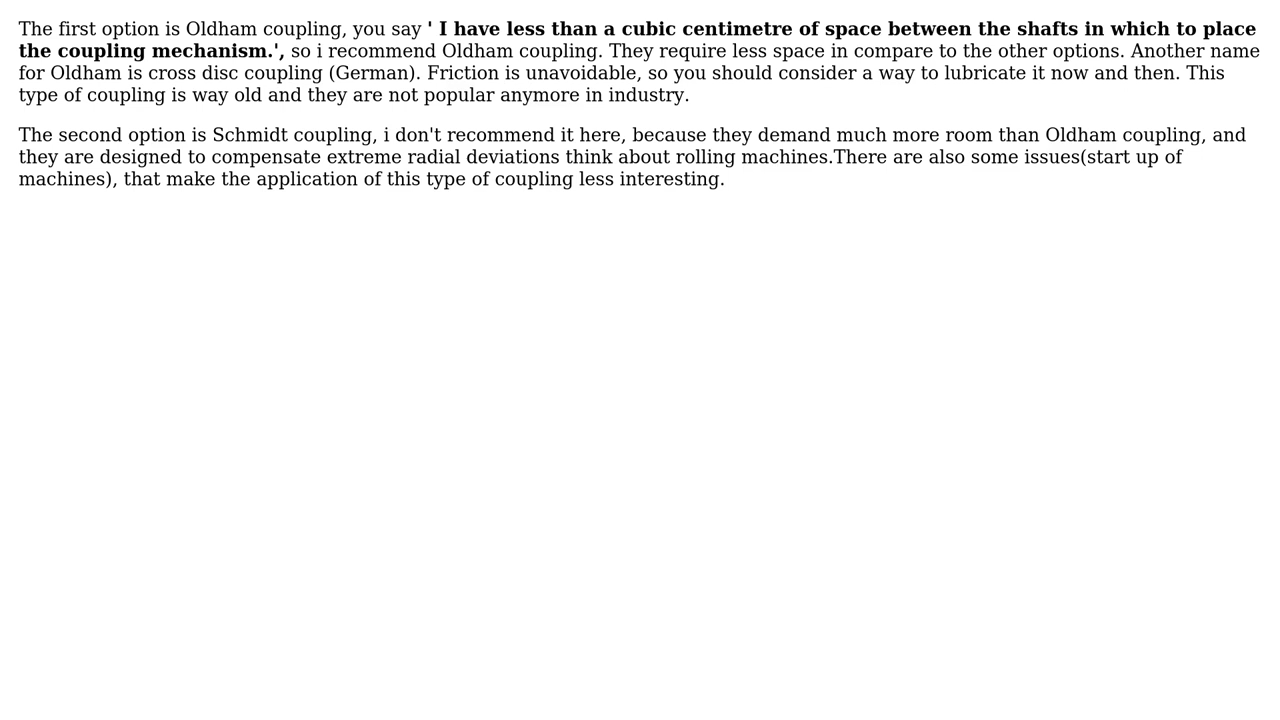 The first option is Oldham coupling, you say ' I have less than a cubic centimetre of space between the shafts in which to place
the coupling mechanism.', so i recommend Oldham coupling. They require less space in compare to the other options. Another name
for Oldham is cross disc coupling (German). Friction is unavoidable, so you should consider a way to lubricate it now and then. This
type of coupling is way old and they are not popular anymore in industry.
The second option is Schmidt coupling, i don't recommend it here, because they demand much more room than Oldham coupling, and
they are designed to compensate extreme radial deviations think about rolling machines.There are also some issues(start up of
machines), that make the application of this type of coupling less interesting.